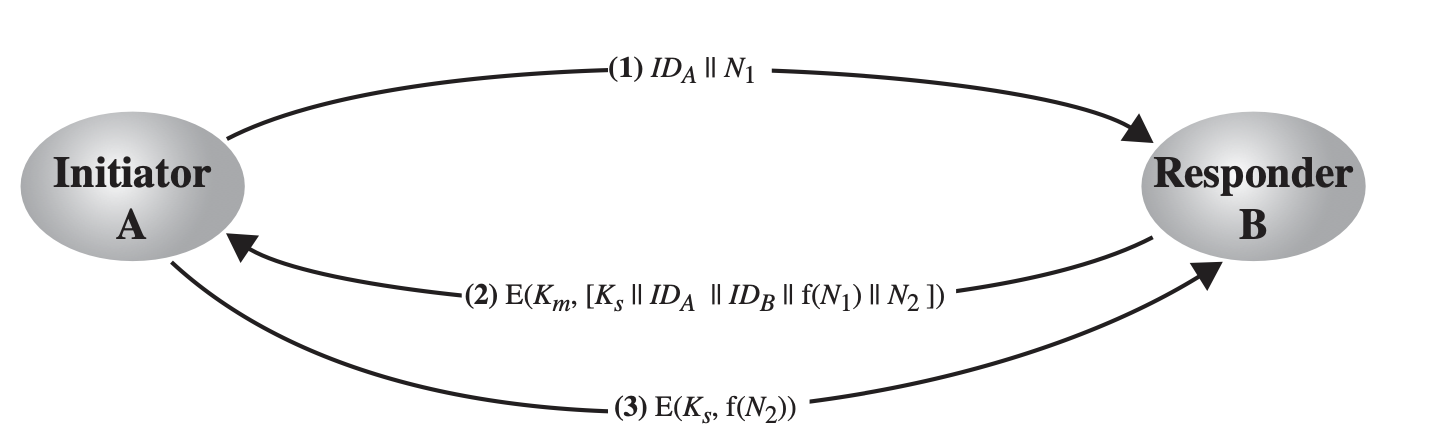 (1) ID_A || N_1
Initiator
A
Responder
B
(2) E(K_m, [K_s || ID_A || ID_B || f(N_1) || N_2 ])
(3) E(K_s, f(N_2))